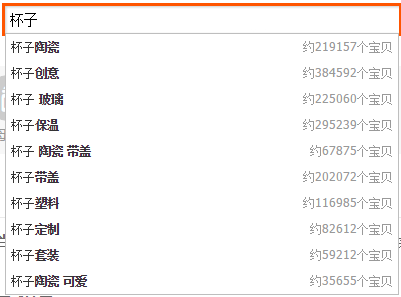 杯子
杯子陶瓷 约219157个宝贝
杯子创意 约384592个宝贝
杯子 玻璃 约225060个宝贝
杯子保温 约295239个宝贝
杯子 陶瓷 带盖 约67875个宝贝
杯子带盖 约202072个宝贝
杯子塑料 约116985个宝贝
杯子定制 约82612个宝贝
杯子套装 约59212个宝贝
杯子陶瓷 可爱 约35655个宝贝